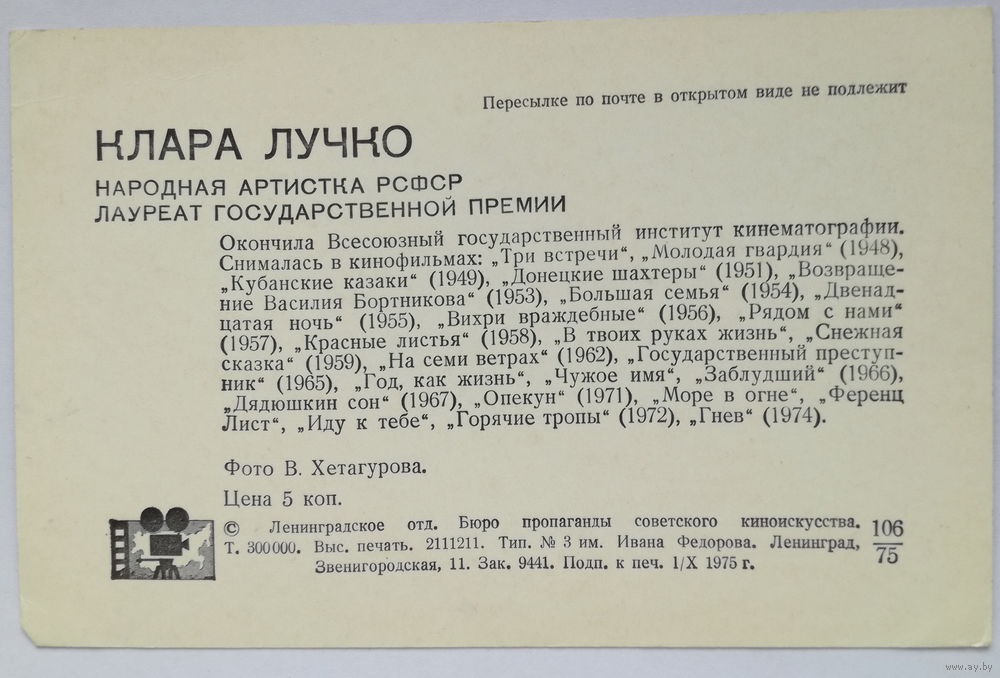 Пересылке по почте в открытом виде не подлежит
КЛАРА ЛУЧКО
НАРОДНАЯ АРТИСТКА РСФСР
ЛАУРЕАТ ГОСУДАРСТВЕННОЙ ПРЕМИИ
Окончила Всесоюзный государственный институт кинематографии.
Снималась в кинофильмах: „Три встречи“, „Молодая гвардия“ (1948),
„Кубанские казаки“ (1949), „Донецкие шахтеры“ (1951), „Возвраще-
ние Василия Бортникова“ (1953), „Большая семья“ (1954), „Двенад-
цатая ночь“ (1955), „Вихри враждебные“ (1956), „Рядом с нами“
(1957), „Красные листья“ (1958), „В твоих руках жизнь“, „Снежная
сказка“ (1959), „На семи ветрах“ (1962), „Государственный преступ-
ник“ (1965), „Год, как жизнь“, „Чужое имя“, „Заблудший“ (1966),
„Дядюшкин сон“ (1967), „Опекун“ (1971), „Море в огне“, „Ференц
Лист“, „Иду к тебе“, „Горячие тропы“ (1972), „Гнев“ (1974).
Фото В. Хетагурова.
Цена 5 коп.
© Ленинградское отд. Бюро пропаганды советского киноискусства.
Т. 300000. Выс. печать. 2111211. Тип. № 3 им. Ивана Федорова. Ленинград,
Звенигородская, 11. Зак. 9441. Подп. к печ. 1/X 1975 г.
106
75
www.ay.by